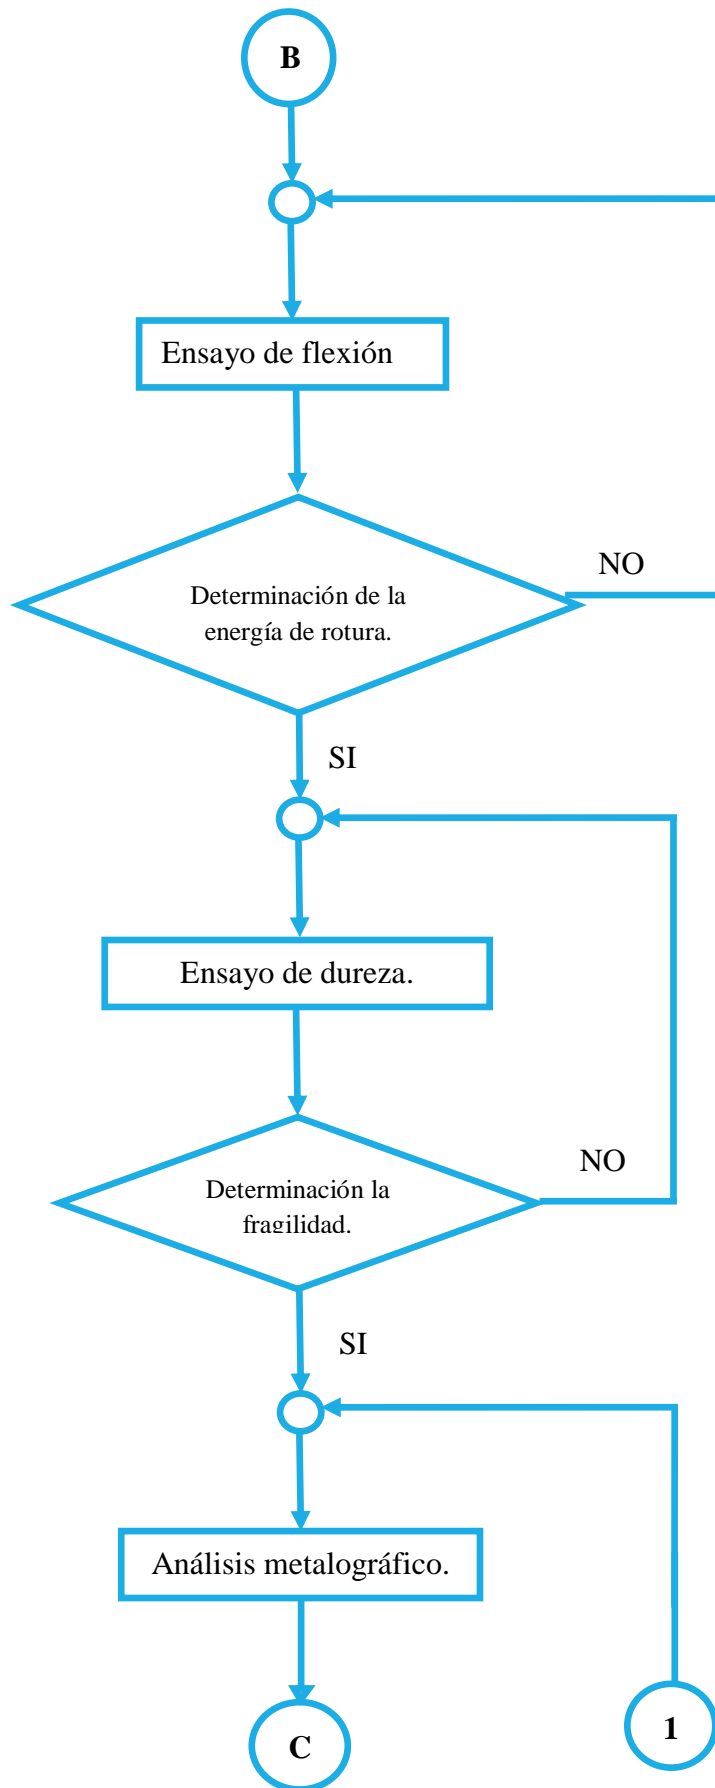 B
Ensayo de flexión
NO
Determinación de la
energía de rotura.
SI
Ensayo de dureza.
NO
Determinación la
fragilidad.
SI
Análisis metalográfico.
1
C